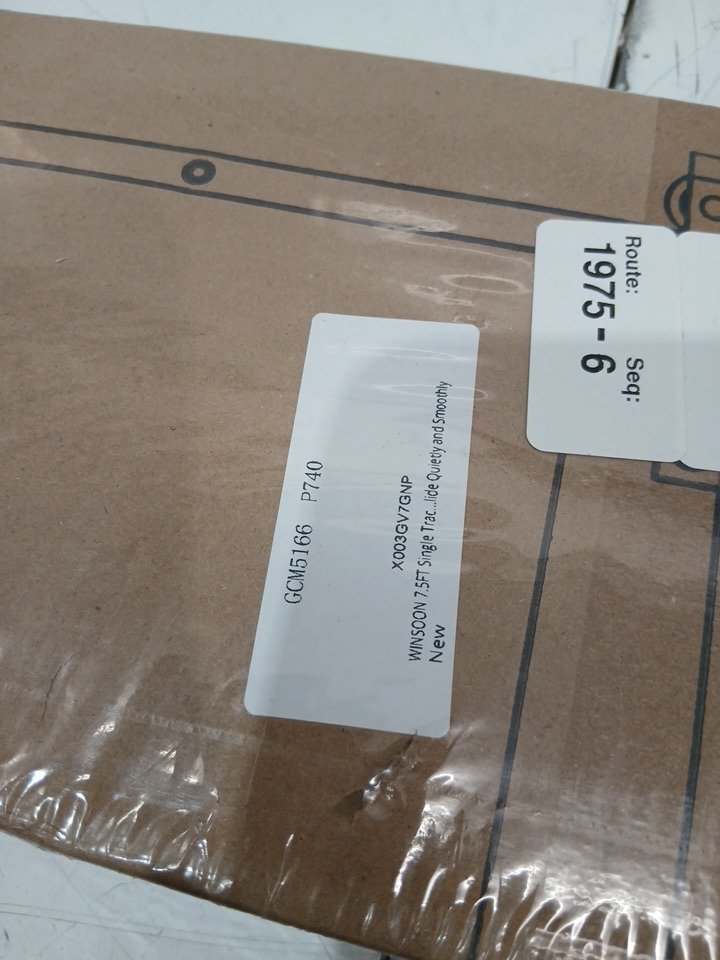 GCM5166 P740
X003GV7GNP
WINSOON 7.5FT Single Trac...lide Quietly and Smoothly
New
Route: Seq:
1975 - 6